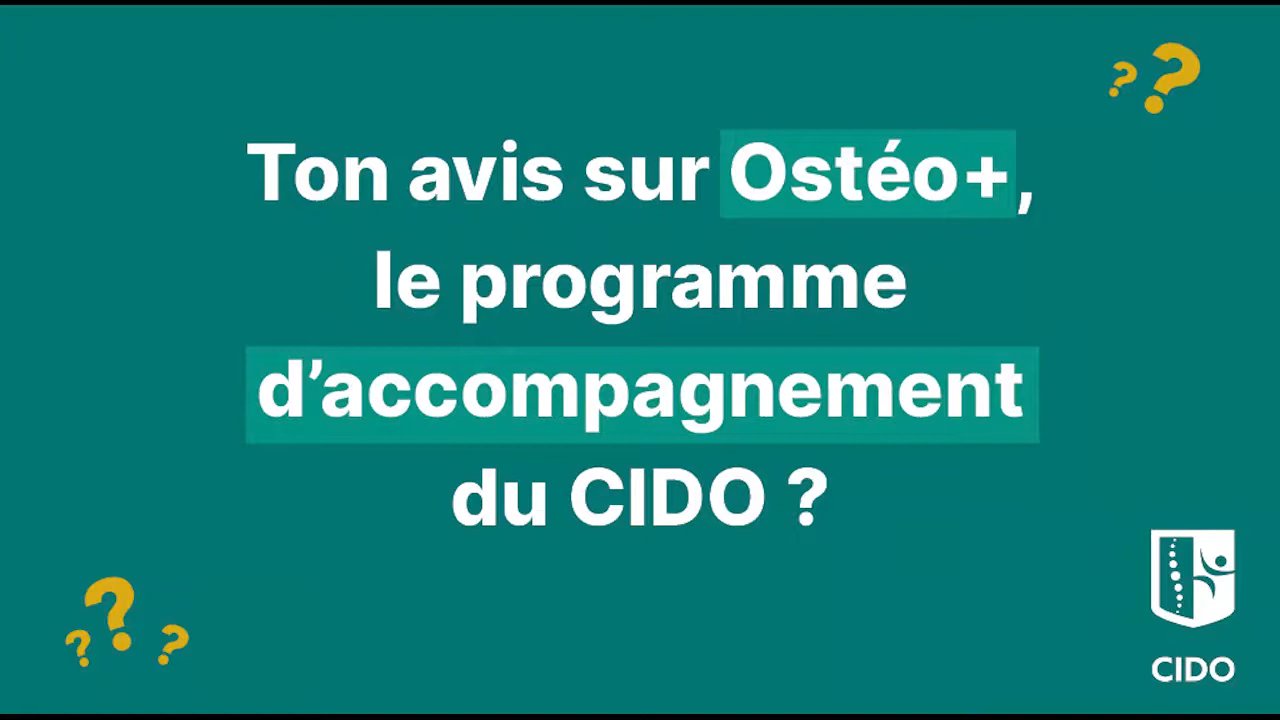 Ton avis sur Ostéo+,
le programme
d’accompagnement
du CIDO ?
CIDO